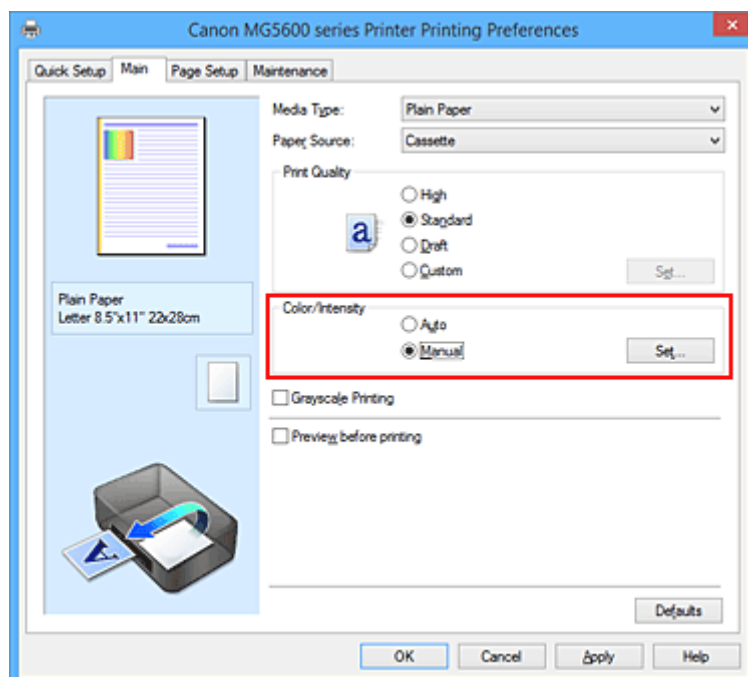 Canon MG5600 series Printer Printing Preferences
Quick Setup Main Page Setup Maintenance
Media Type: Plain Paper
Paper Source: Cassette
Print Quality
High
Standard
Draft
Custom
Set...
a
Plain Paper
Letter 8.5"x11" 22x28cm
Color/Intensity
Auto
Manual
Set...
Grayscale Printing
Preview before printing
A
Defaults
OK Cancel Apply Help